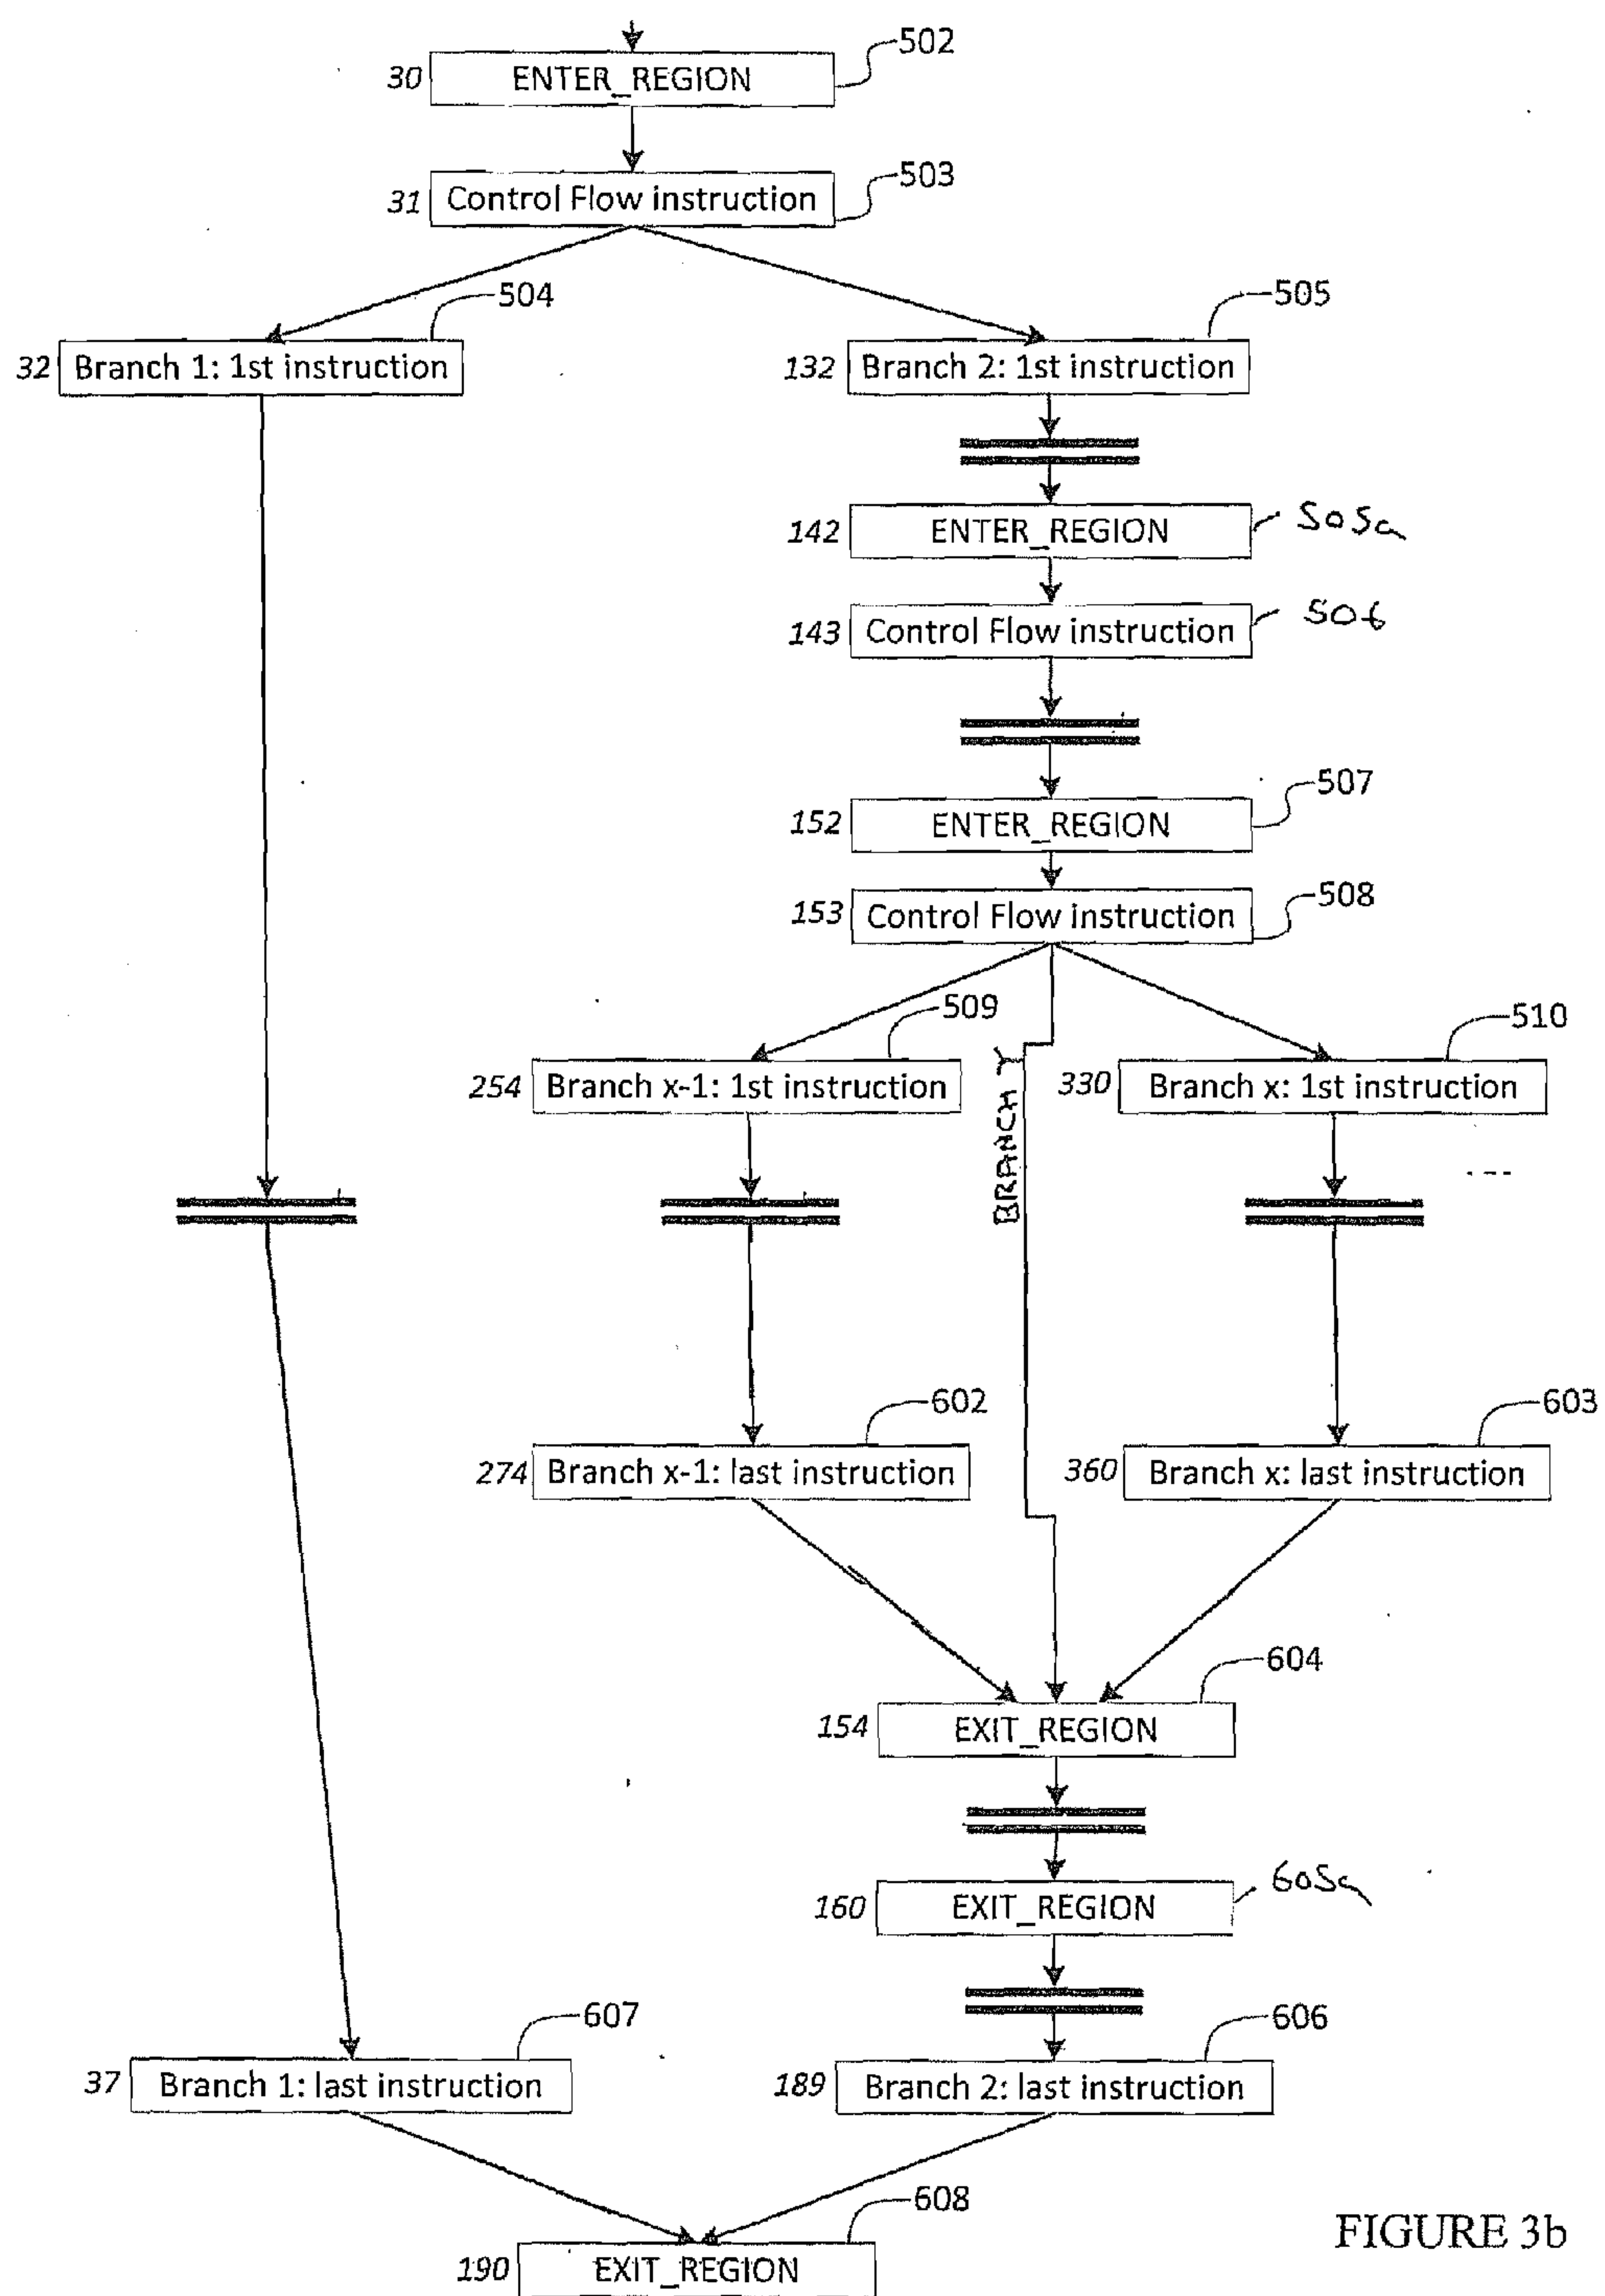 502
30 ENTER_REGION
503
31 Control Flow instruction
504
505
32 Branch 1: 1st instruction
132 Branch 2: 1st instruction
142 ENTER_REGION 505a
143 Control Flow instruction 506
507
152 ENTER_REGION
508
153 Control Flow instruction
509
510
254 Branch x-1: 1st instruction
BRANCH Y
330 Branch x: 1st instruction
602
603
274 Branch x-1: last instruction
360 Branch x: last instruction
604
154 EXIT_REGION
605a
160 EXIT_REGION
607
606
37 Branch 1: last instruction
189 Branch 2: last instruction
608
190 EXIT_REGION
FIGURE 3b